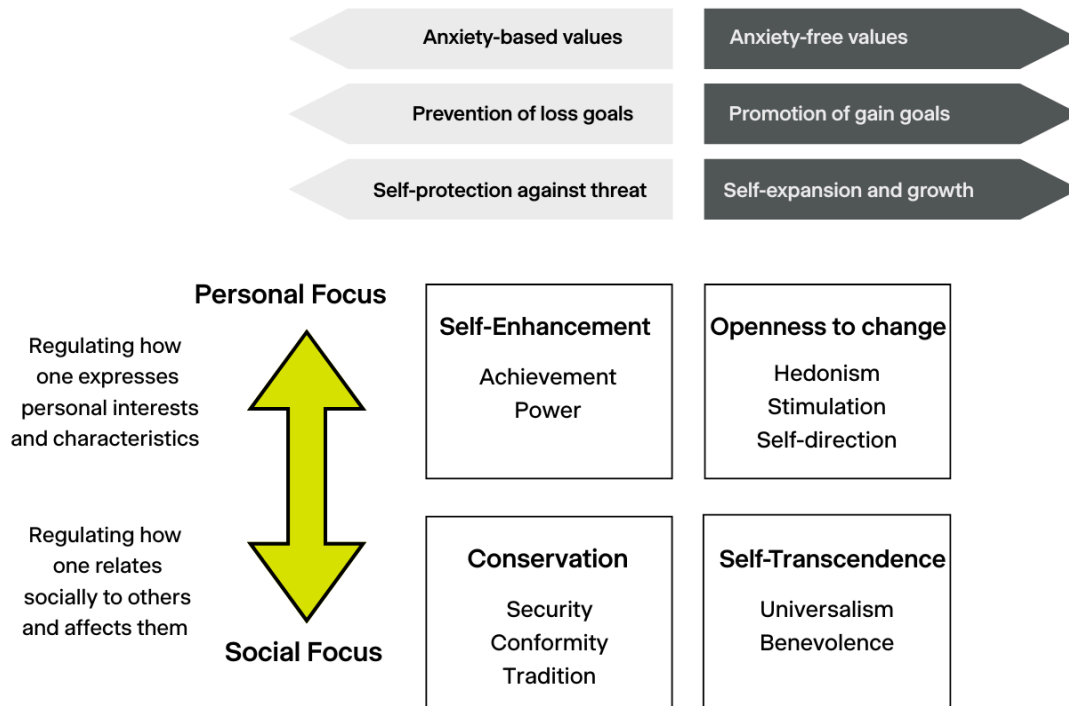 Anxiety-based values
Anxiety-free values
Prevention of loss goals
Promotion of gain goals
Self-protection against threat
Self-expansion and growth
Personal Focus
Regulating how
one expresses
personal interests
and characteristics
Regulating how
one relates
socially to others
and affects them
Social Focus
Self-Enhancement
Achievement
Power
Openness to change
Hedonism
Stimulation
Self-direction
Conservation
Security
Conformity
Tradition
Self-Transcendence
Universalism
Benevolence